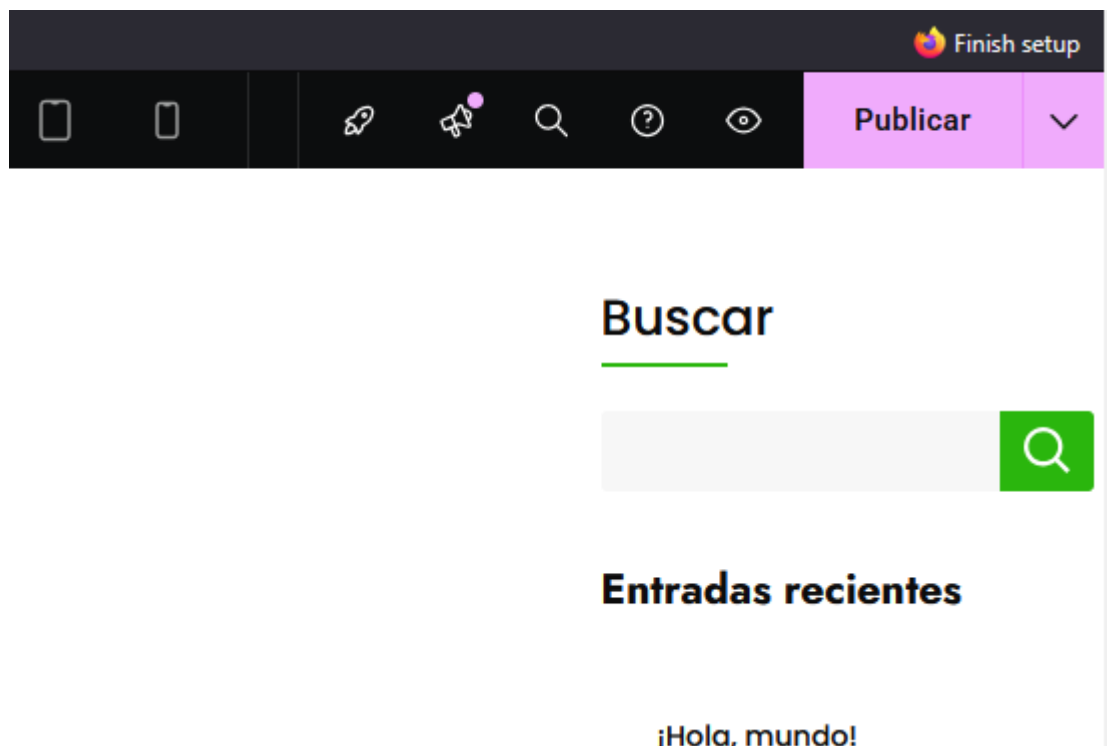 Finish setup
Publicar
Buscar
Entradas recientes
¡Hola, mundo!